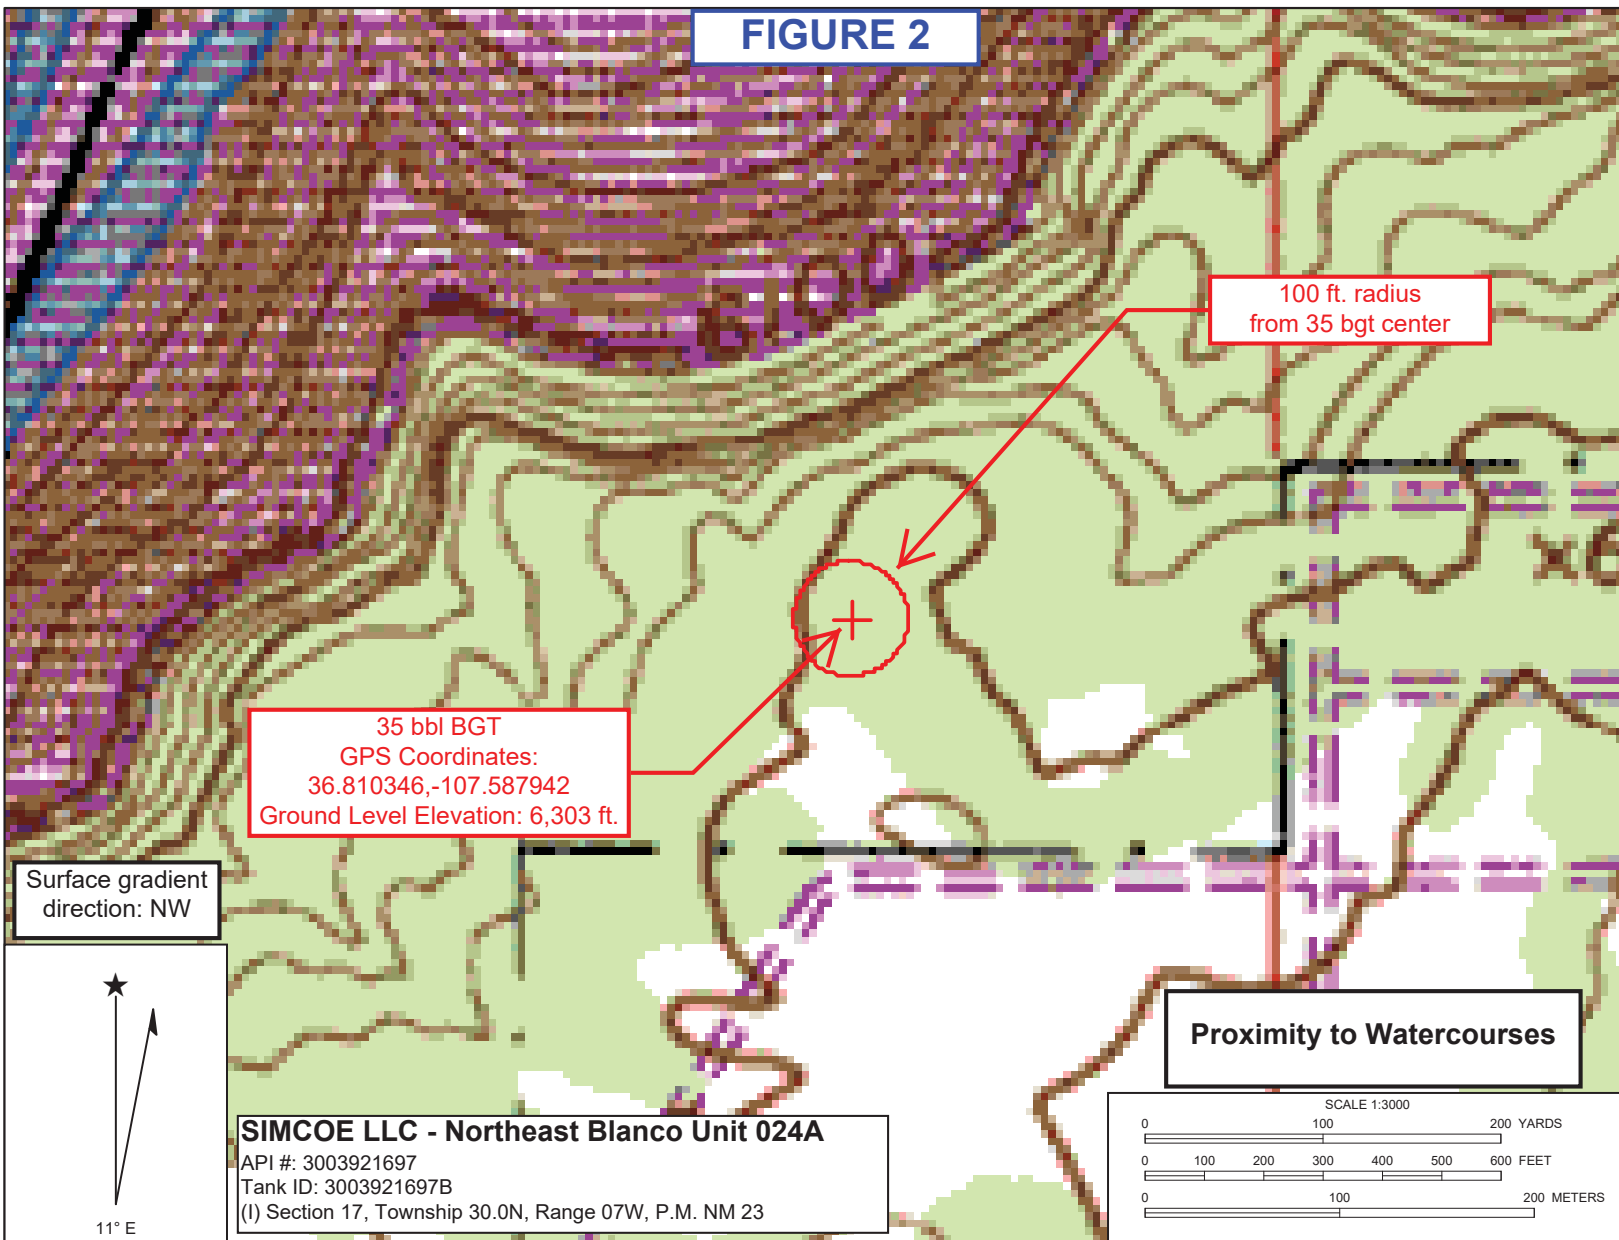 FIGURE 2
6100
100 ft. radius
from 35 bgt center
35 bbl BGT
GPS Coordinates:
36.810346,-107.587942
Ground Level Elevation: 6,303 ft.
Surface gradient
direction: NW
11° E
SIMCOE LLC - Northeast Blanco Unit 024A
API #: 3003921697
Tank ID: 3003921697B
(I) Section 17, Township 30.0N, Range 07W, P.M. NM 23
Proximity to Watercourses
SCALE 1:3000
0 100 200 YARDS
0 100 200 300 400 500 600 FEET
0 100 200 METERS